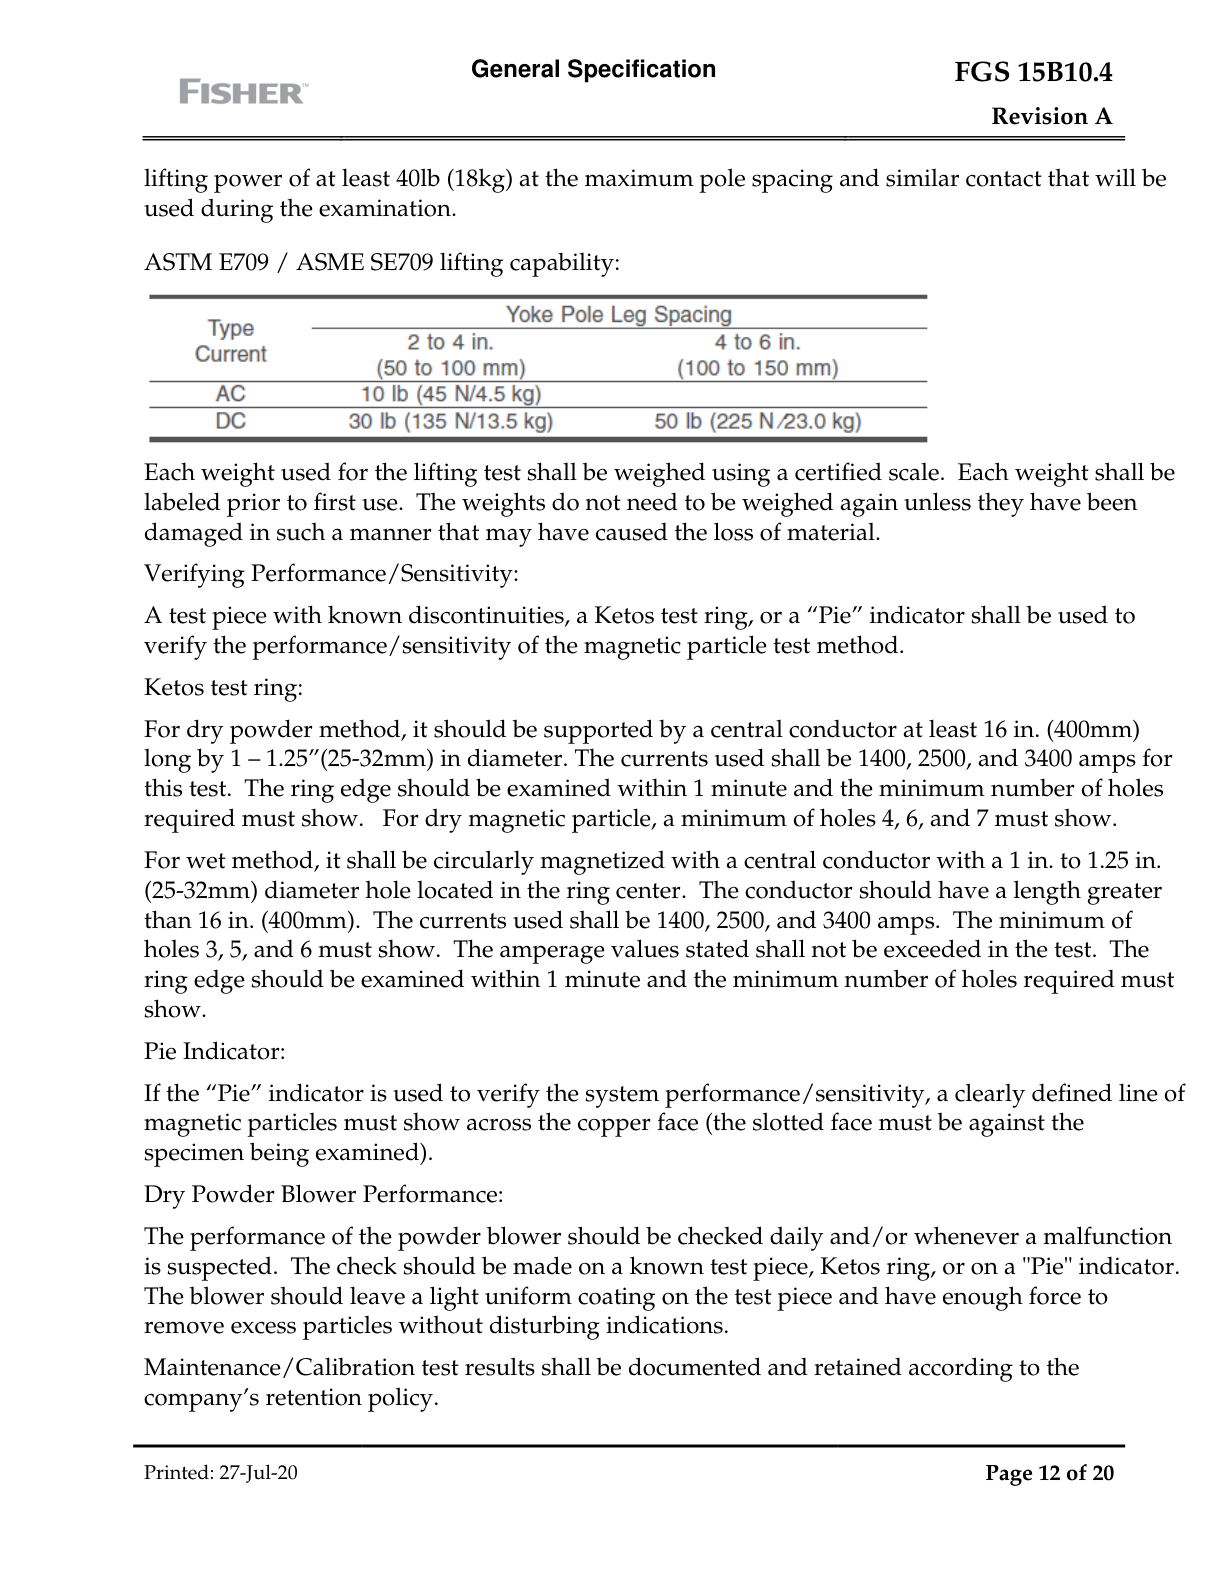 General Specification
FISHER™
FGS 15B10.4
Revision A
lifting power of at least 40lb (18kg) at the maximum pole spacing and similar contact that will be
used during the examination.
ASTM E709 / ASME SE709 lifting capability:
Type
Current
Yoke Pole Leg Spacing
2 to 4 in.
(50 to 100 mm)
4 to 6 in.
(100 to 150 mm)
AC
10 lb (45 N/4.5 kg)
DC
30 lb (135 N/13.5 kg)
50 lb (225 N/23.0 kg)
Each weight used for the lifting test shall be weighed using a certified scale.  Each weight shall be
labeled prior to first use.  The weights do not need to be weighed again unless they have been
damaged in such a manner that may have caused the loss of material.
Verifying Performance/Sensitivity:
A test piece with known discontinuities, a Ketos test ring, or a “Pie” indicator shall be used to
verify the performance/sensitivity of the magnetic particle test method.
Ketos test ring:
For dry powder method, it should be supported by a central conductor at least 16 in. (400mm)
long by 1 – 1.25”(25-32mm) in diameter. The currents used shall be 1400, 2500, and 3400 amps for
this test.  The ring edge should be examined within 1 minute and the minimum number of holes
required must show.   For dry magnetic particle, a minimum of holes 4, 6, and 7 must show.
For wet method, it shall be circularly magnetized with a central conductor with a 1 in. to 1.25 in.
(25-32mm) diameter hole located in the ring center.  The conductor should have a length greater
than 16 in. (400mm).  The currents used shall be 1400, 2500, and 3400 amps.  The minimum of
holes 3, 5, and 6 must show.  The amperage values stated shall not be exceeded in the test.  The
ring edge should be examined within 1 minute and the minimum number of holes required must
show.
Pie Indicator:
If the “Pie” indicator is used to verify the system performance/sensitivity, a clearly defined line of
magnetic particles must show across the copper face (the slotted face must be against the
specimen being examined).
Dry Powder Blower Performance:
The performance of the powder blower should be checked daily and/or whenever a malfunction
is suspected.  The check should be made on a known test piece, Ketos ring, or on a "Pie" indicator.
The blower should leave a light uniform coating on the test piece and have enough force to
remove excess particles without disturbing indications.
Maintenance/Calibration test results shall be documented and retained according to the
company’s retention policy.
Printed: 27-Jul-20
Page 12 of 20